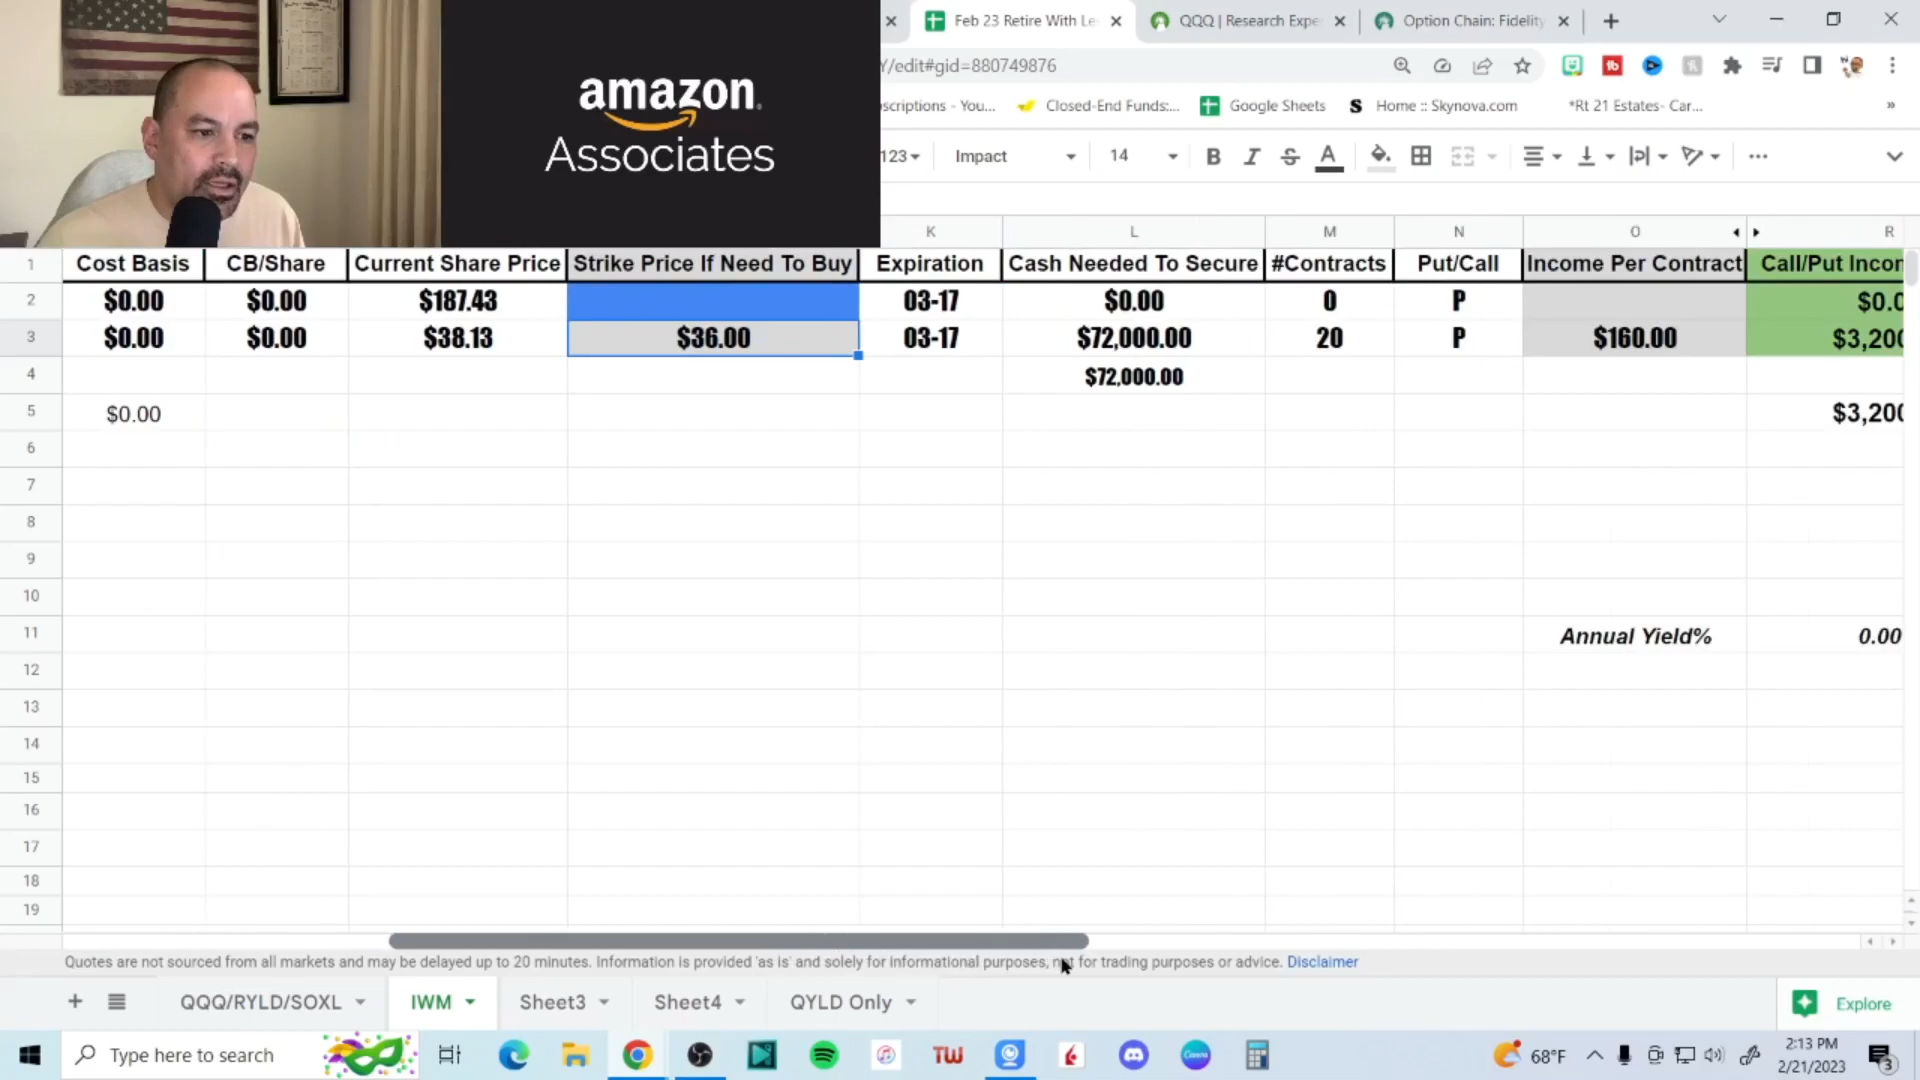 amazon
Associates
Feb 23 Retire With Le
QQQ | Research Expe
Option Chain: Fidelity
Y/edit#gid=880749876
scriptions - You...
Closed-End Funds:...
Google Sheets
S Home :: Skynova.com
*Rt 21 Estates- Car...
»
123 Impact 14 B I S A
K L M N O R
1 Cost Basis CB/Share Current Share Price Strike Price If Need To Buy Expiration Cash Needed To Secure #Contracts Put/Call Income Per Contract Call/Put Incon
2 $0.00 $0.00 $187.43 03-17 $0.00 0 P $0.0
3 $0.00 $0.00 $38.13 $36.00 03-17 $72,000.00 20 P $160.00 $3,200
4 $72,000.00
5 $0.00 $3,200
6
7
8
9
10
11 Annual Yield% 0.00
12
13
14
15
16
17
18
19
Quotes are not sourced from all markets and may be delayed up to 20 minutes. Information is provided 'as is' and solely for informational purposes, not for trading purposes or advice. Disclaimer
QQQ/RYLD/SOXL IWM Sheet3 Sheet4 QYLD Only Explore
Type here to search TW 68°F 2:13 PM
2/21/2023 3